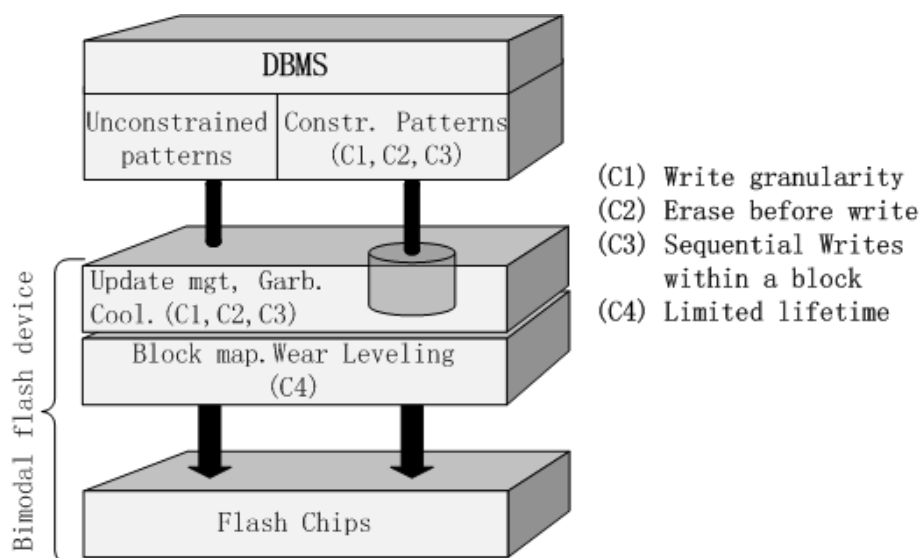 DBMS
Unconstrained
patterns
Constr. Patterns
(C1, C2, C3)
Update mgt, Garb.
Cool. (C1, C2, C3)
Block map. Wear Leveling
(C4)
Flash Chips
Bimodal flash device
(C1) Write granularity
(C2) Erase before write
(C3) Sequential Writes
within a block
(C4) Limited lifetime